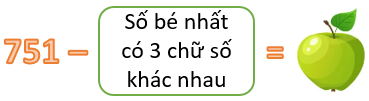 751 – Số bé nhất
có 3 chữ số
khác nhau =